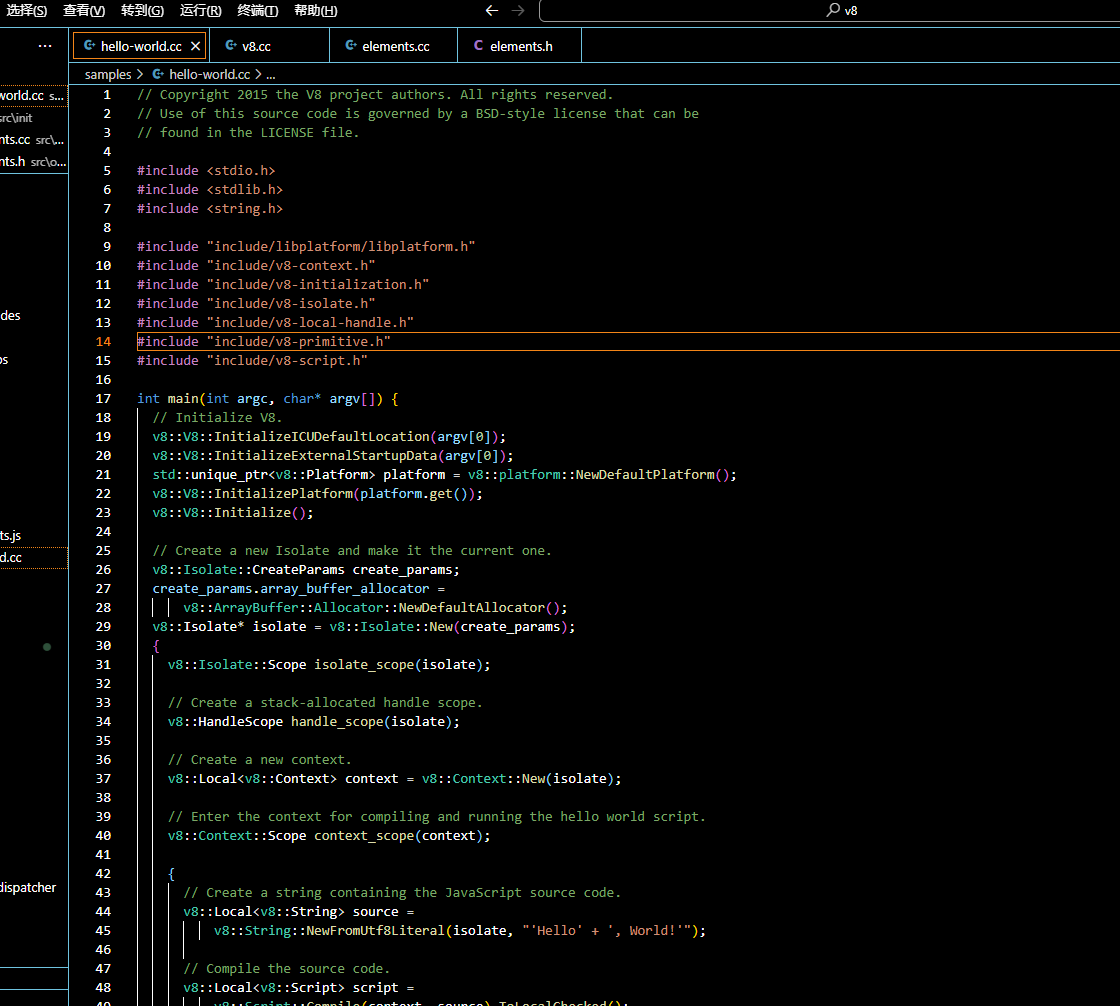 选择(S) 查看(V) 转到(G) 运行(R) 终端(T) 帮助(H) v8
hello-world.cc v8.cc elements.cc elements.h
samples > hello-world.cc > ...
world.cc s...
src\init
nts.cc src\...
nts.h src\o...
des
os
ts.js
d.cc
dispatcher
1 // Copyright 2015 the V8 project authors. All rights reserved.
2 // Use of this source code is governed by a BSD-style license that can be
3 // found in the LICENSE file.
4
5 #include <stdio.h>
6 #include <stdlib.h>
7 #include <string.h>
8
9 #include "include/libplatform/libplatform.h"
10 #include "include/v8-context.h"
11 #include "include/v8-initialization.h"
12 #include "include/v8-isolate.h"
13 #include "include/v8-local-handle.h"
14 #include "include/v8-primitive.h"
15 #include "include/v8-script.h"
16
17 int main(int argc, char* argv[]) {
18 // Initialize V8.
19 v8::V8::InitializeICUDefaultLocation(argv[0]);
20 v8::V8::InitializeExternalStartupData(argv[0]);
21 std::unique_ptr<v8::Platform> platform = v8::platform::NewDefaultPlatform();
22 v8::V8::InitializePlatform(platform.get());
23 v8::V8::Initialize();
24
25 // Create a new Isolate and make it the current one.
26 v8::Isolate::CreateParams create_params;
27 create_params.array_buffer_allocator =
28 v8::ArrayBuffer::Allocator::NewDefaultAllocator();
29 v8::Isolate* isolate = v8::Isolate::New(create_params);
30 {
31 v8::Isolate::Scope isolate_scope(isolate);
32
33 // Create a stack-allocated handle scope.
34 v8::HandleScope handle_scope(isolate);
35
36 // Create a new context.
37 v8::Local<v8::Context> context = v8::Context::New(isolate);
38
39 // Enter the context for compiling and running the hello world script.
40 v8::Context::Scope context_scope(context);
41
42 {
43 // Create a string containing the JavaScript source code.
44 v8::Local<v8::String> source =
45 v8::String::NewFromUtf8Literal(isolate, "'Hello' + ', World!'");
46
47 // Compile the source code.
48 v8::Local<v8::Script> script =
49 v8::Script::Compile(context, source).ToLocalChecked();